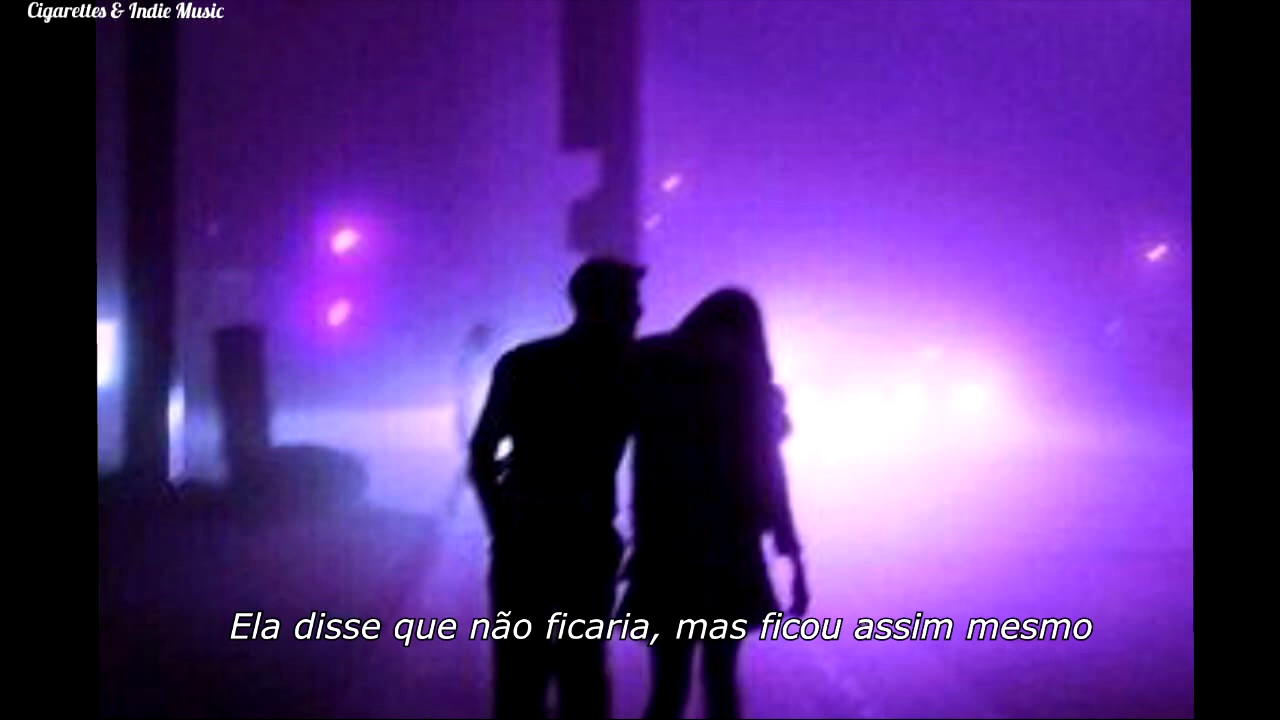 Cigarettes & Indie Music
Ela disse que não ficaria, mas ficou assim mesmo